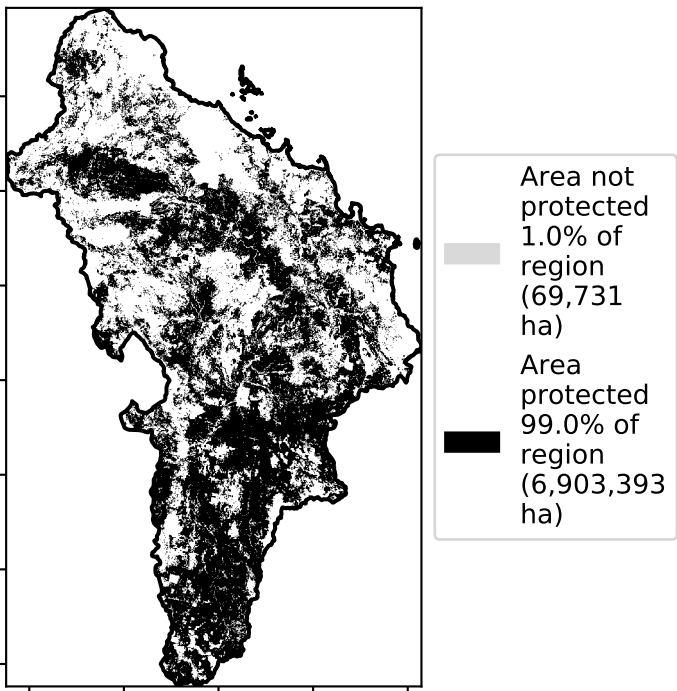 Area not
protected
1.0% of
region
(69,731
ha)
Area
protected
99.0% of
region
(6,903,393
ha)